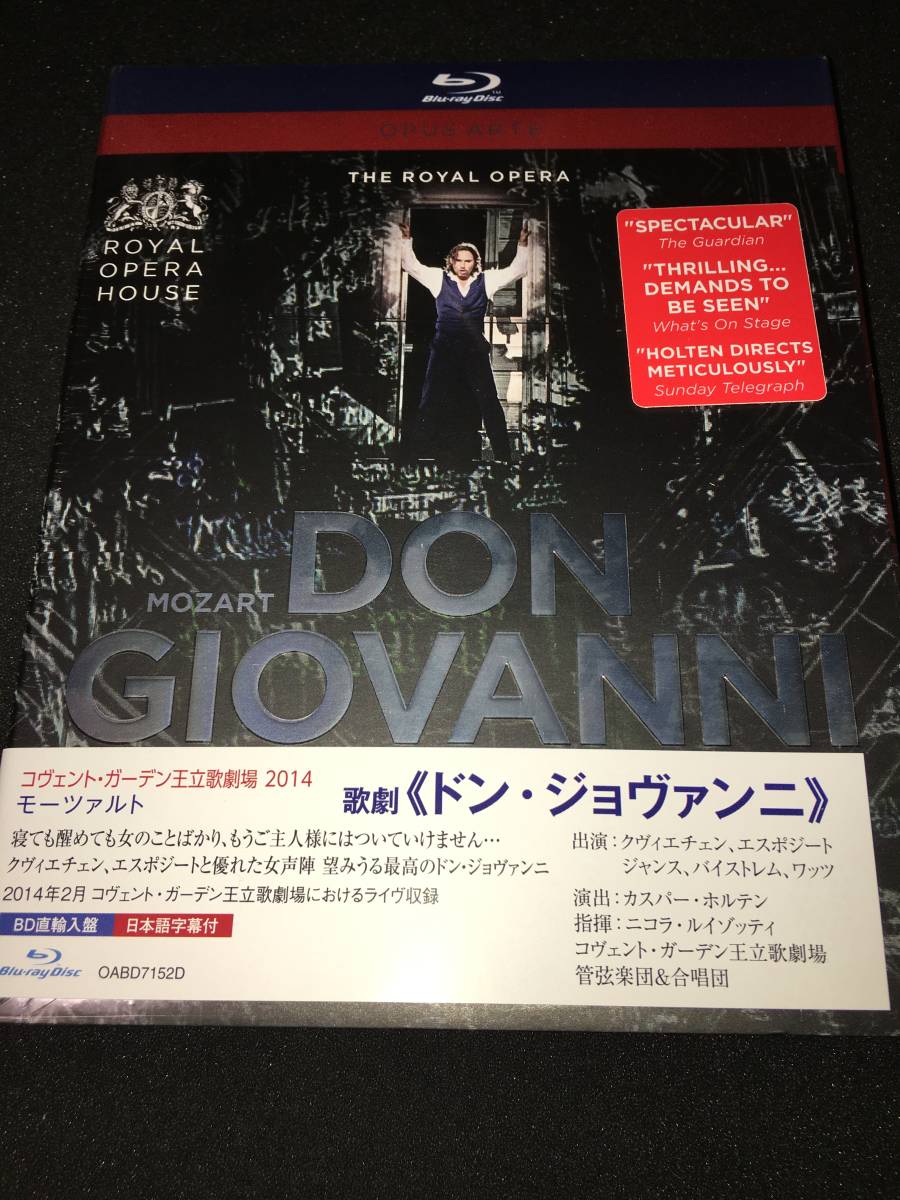 Blu-ray Disc™
OPUS ARTE
THE ROYAL OPERA
ROYAL
OPERA
HOUSE
"SPECTACULAR"
The Guardian
"THRILLING...
DEMANDS TO
BE SEEN"
What's On Stage
"HOLTEN DIRECTS
METICULOUSLY"
Sunday Telegraph
MOZART DON
GIOVANNI
コヴェント・ガーデン王立歌劇場 2014
モーツァルト
歌劇《ドン・ジョヴァンニ》
寝ても醒めても女のことばかり、もうご主人様にはついていけません…
クヴィエチェン、エスポジートと優れた女声陣 望みうる最高のドン・ジョヴァンニ
2014年2月 コヴェント・ガーデン王立歌劇場におけるライヴ収録
BD直輸入盤 日本語字幕付
Blu-ray Disc OABD7152D
出演：クヴィエチェン、エスポジート
ジャンス、バイストレム、ワッツ
演出：カスパー・ホルテン
指揮：ニコラ・ルイゾッティ
コヴェント・ガーデン王立歌劇場
管弦楽団&合唱団